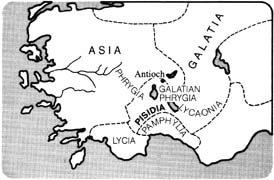 ASIA
GALATIA
PHRYGIA
Antioch
GALATIAN
PHRYGIA
PISIDIA
LYCAONIA
PAMPHYLIA
LYCIA